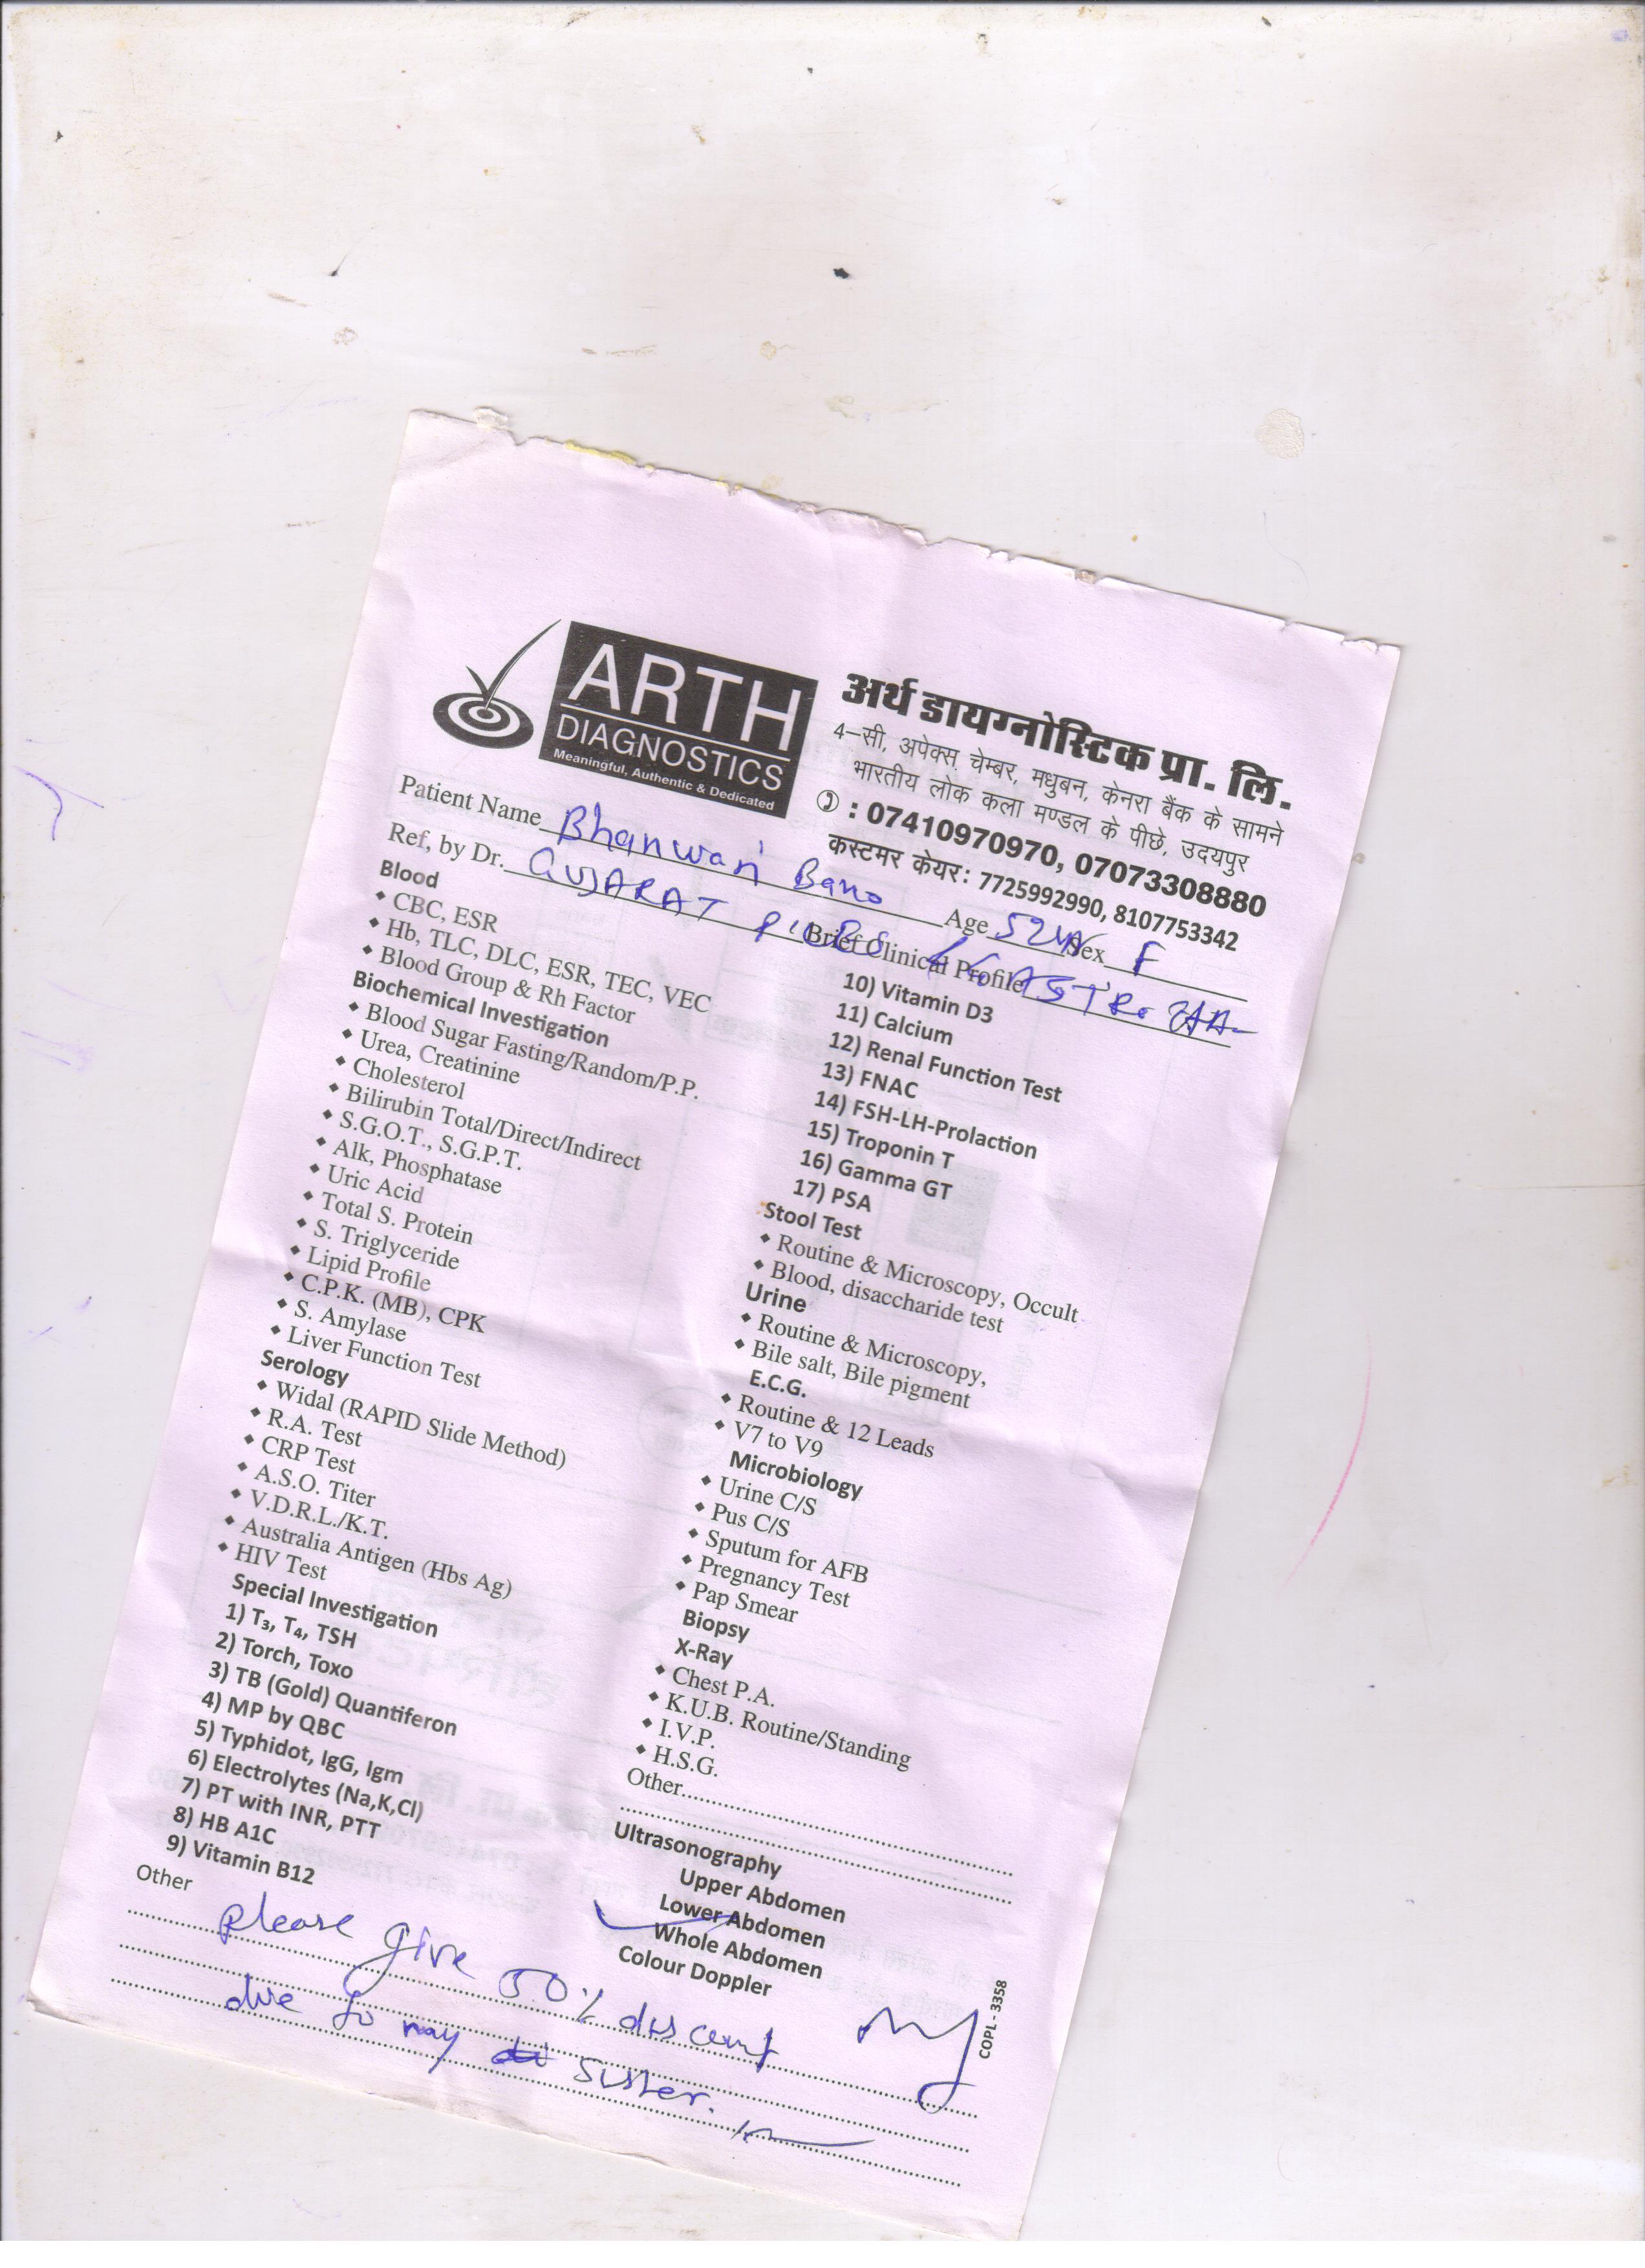 ARTH
DIAGNOSTICS
Meaningful, Authentic & Dedicated
अर्थ डायग्नोस्टिक प्रा. लि.
4-सी, अपेक्स चेम्बर, मधुबन, केनरा बैंक के सामने
भारतीय लोक कला मण्डल के पीछे, उदयपुर
: 07410970970, 07073308880
कस्टमर केयर: 7725992990, 8107753342
Patient Name Bhanwari Bano Age 52 Sex F
Ref, by Dr. GUJARAT
Brief Clinical Profile
Blood
CBC, ESR
Hb, TLC, DLC, ESR, TEC, VEC
Blood Group & Rh Factor
Biochemical Investigation
Blood Sugar Fasting/Random/P.P.
Urea, Creatinine
Cholesterol
Bilirubin Total/Direct/Indirect
S.G.O.T., S.G.P.T.
Alk, Phosphatase
Uric Acid
Total S. Protein
S. Triglyceride
Lipid Profile
C.P.K. (MB), CPK
S. Amylase
Liver Function Test
Serology
Widal (RAPID Slide Method)
R.A. Test
CRP Test
A.S.O. Titer
V.D.R.L./K.T.
Australia Antigen (Hbs Ag)
HIV Test
Special Investigation
1) T₃, T₄, TSH
2) Torch, Toxo
3) TB (Gold) Quantiferon
4) MP by QBC
5) Typhidot, IgG, Igm
6) Electrolytes (Na,K,Cl)
7) PT with INR, PTT
8) HB A1C
9) Vitamin B12
Other
10) Vitamin D3
11) Calcium
12) Renal Function Test
13) FNAC
14) FSH-LH-Prolaction
15) Troponin T
16) Gamma GT
17) PSA
Stool Test
Routine & Microscopy, Occult
Blood, disaccharide test
Urine
Routine & Microscopy,
Bile salt, Bile pigment
E.C.G.
Routine & 12 Leads
V7 to V9
Microbiology
Urine C/S
Pus C/S
Sputum for AFB
Pregnancy Test
Pap Smear
Biopsy
X-Ray
Chest P.A.
K.U.B. Routine/Standing
I.V.P.
H.S.G.
Other
Ultrasonography
Upper Abdomen
Lower Abdomen
Whole Abdomen
Colour Doppler
please give 50% discount
due to my sister.
COPL - 3358